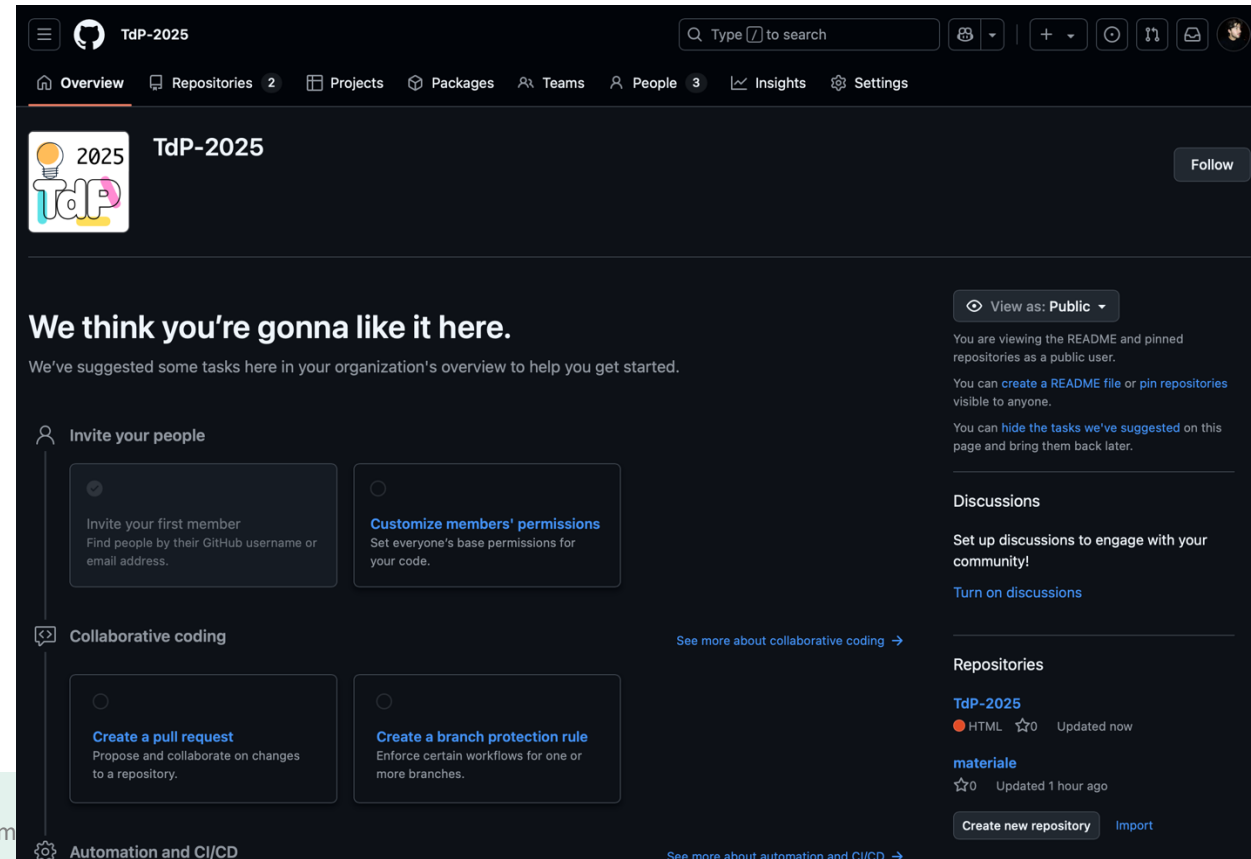 TdP-2025
Type / to search
Overview
Repositories 2
Projects
Packages
Teams
People 3
Insights
Settings
2025
TdP
TdP-2025
Follow
We think you're gonna like it here.
We've suggested some tasks here in your organization's overview to help you get started.
Invite your people
Invite your first member
Find people by their GitHub username or
email address.
Customize members' permissions
Set everyone's base permissions for
your code.
Collaborative coding
See more about collaborative coding →
Create a pull request
Propose and collaborate on changes
to a repository.
Create a branch protection rule
Enforce certain workflows for one or
more branches.
Automation and CI/CD
See more about automation and CI/CD →
View as: Public
You are viewing the README and pinned
repositories as a public user.
You can create a README file or pin repositories
visible to anyone.
You can hide the tasks we've suggested on this
page and bring them back later.
Discussions
Set up discussions to engage with your
community!
Turn on discussions
Repositories
TdP-2025
HTML 0 Updated now
materiale
0 Updated 1 hour ago
Create new repository
Import